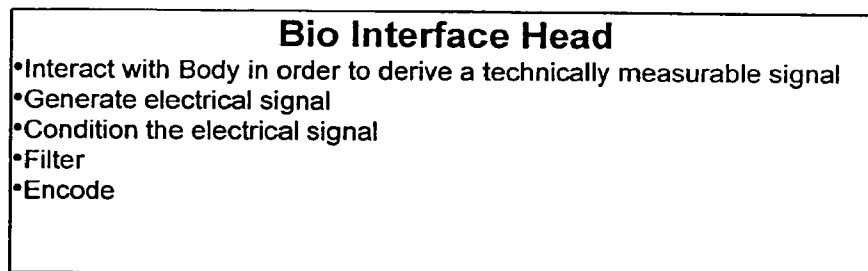 Bio Interface Head
•Interact with Body in order to derive a technically measurable signal
•Generate electrical signal
•Condition the electrical signal
•Filter
•Encode